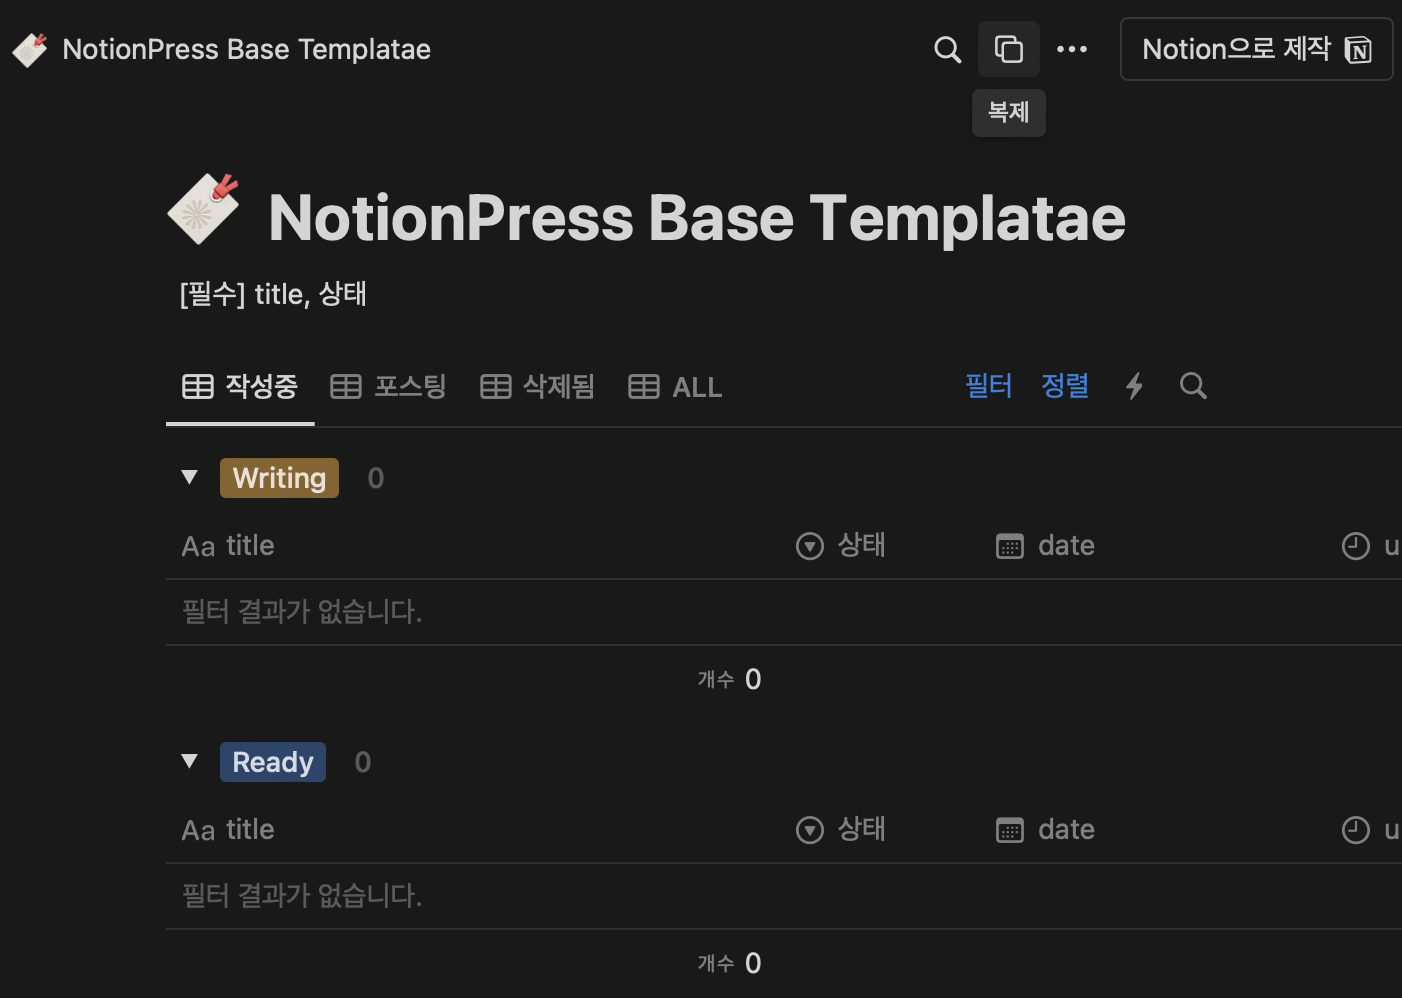 NotionPress Base Templatae
Notion으로 제작
복제
NotionPress Base Templatae
[필수] title, 상태
작성중 포스팅 삭제됨 ALL 필터 정렬
Writing 0
Aa title 상태 date u
필터 결과가 없습니다.
개수 0
Ready 0
Aa title 상태 date u
필터 결과가 없습니다.
개수 0